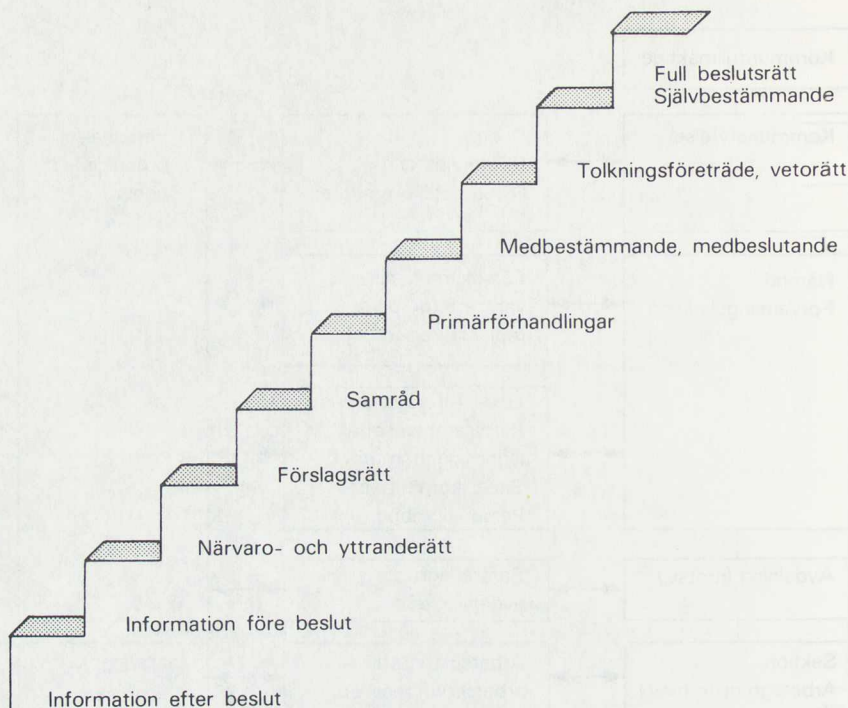 Full beslutsrätt
Självbestämmande
Tolkningsföreträde, vetorätt
Medbestämmande, medbeslutande
Primärförhandlingar
Samråd
Förslagsrätt
Närvaro- och yttranderätt
Information före beslut
Information efter beslut